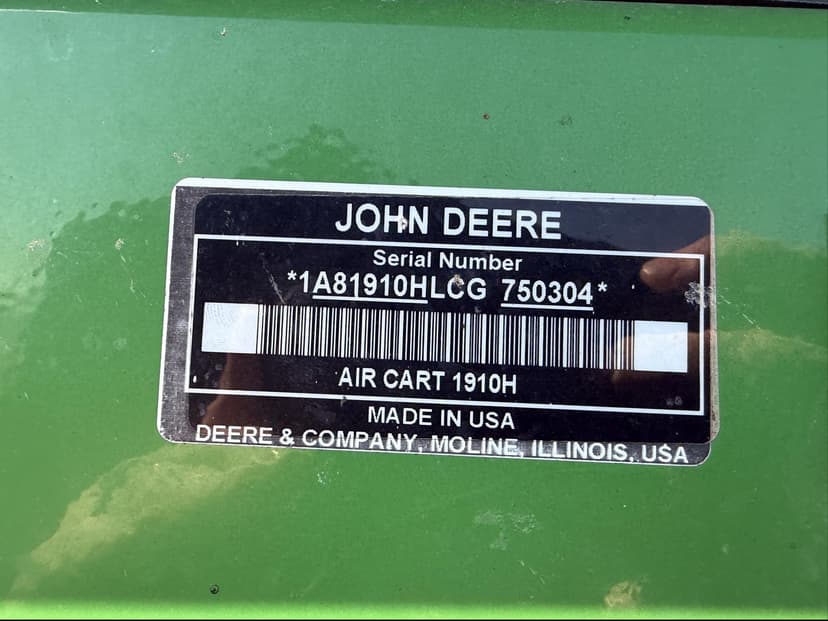 JOHN DEERE
Serial Number
*1A81910HLCG 750304*
AIR CART 1910H
MADE IN USA
DEERE & COMPANY, MOLINE, ILLINOIS, USA